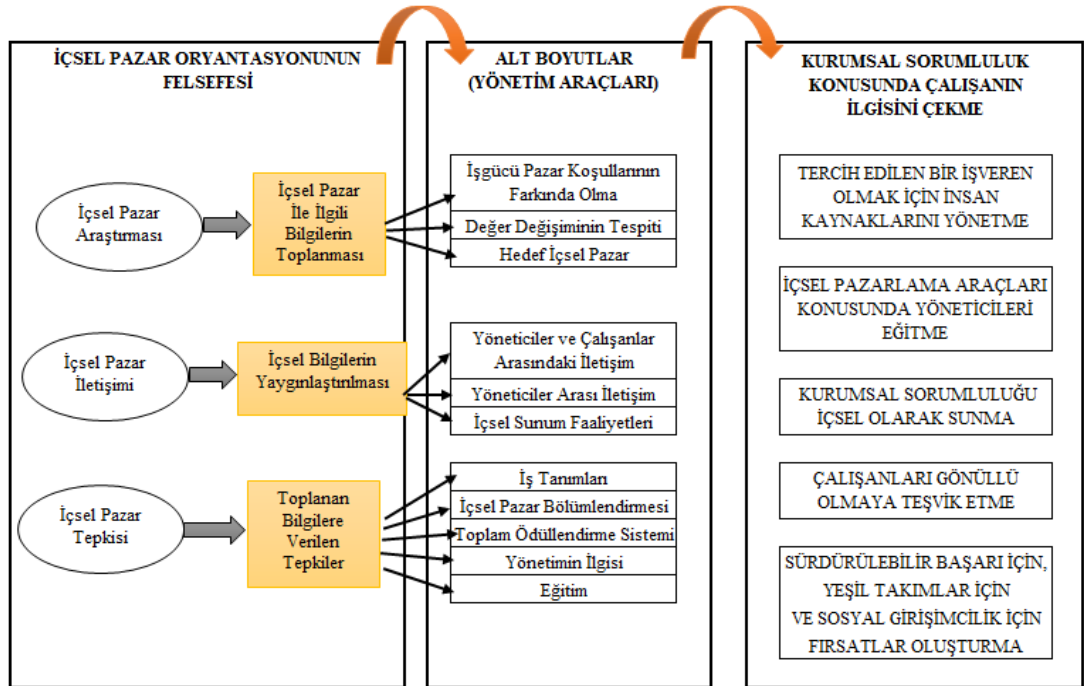 İÇSEL PAZAR ORYANTASYONUNUN
FELSEFESİ
İçsel Pazar
Araştırması
İçsel Pazar
İle İlgili
Bilgilerin
Toplanması
İçsel Pazar
İletişimi
İçsel Bilgilerin
Yaygınlaştırılması
İçsel Pazar
Tepkisi
Toplanan
Bilgilere
Verilen
Tepkiler
ALT BOYUTLAR
(YÖNETİM ARAÇLARI)
İşgücü Pazar Koşullarının
Farkında Olma
Değer Değişiminin Tespiti
Hedef İçsel Pazar
Yöneticiler ve Çalışanlar
Arasındaki İletişim
Yöneticiler Arası İletişim
İçsel Sunum Faaliyetleri
İş Tanımları
İçsel Pazar Bölümlendirmesi
Toplam Ödüllendirme Sistemi
Yönetimin İlgisi
Eğitim
KURUMSAL SORUMLULUK
KONUSUNDA ÇALIŞANIN
İLGİSİNİ ÇEKME
TERCİH EDİLEN BİR İŞVEREN
OLMAK İÇİN İNSAN
KAYNAKLARINI YÖNETME
İÇSEL PAZARLAMA ARAÇLARI
KONUSUNDA YÖNETİCİLERİ
EĞİTME
KURUMSAL SORUMLULUĞU
İÇSEL OLARAK SUNMA
ÇALIŞANLARI GÖNÜLLÜ
OLMAYA TEŞVİK ETME
SÜRDÜRÜLEBİLİR BAŞARI İÇİN,
YEŞİL TAKIMLAR İÇİN
VE SOSYAL GİRİŞİMCİLİK İÇİN
FIRSATLAR OLUŞTURMA